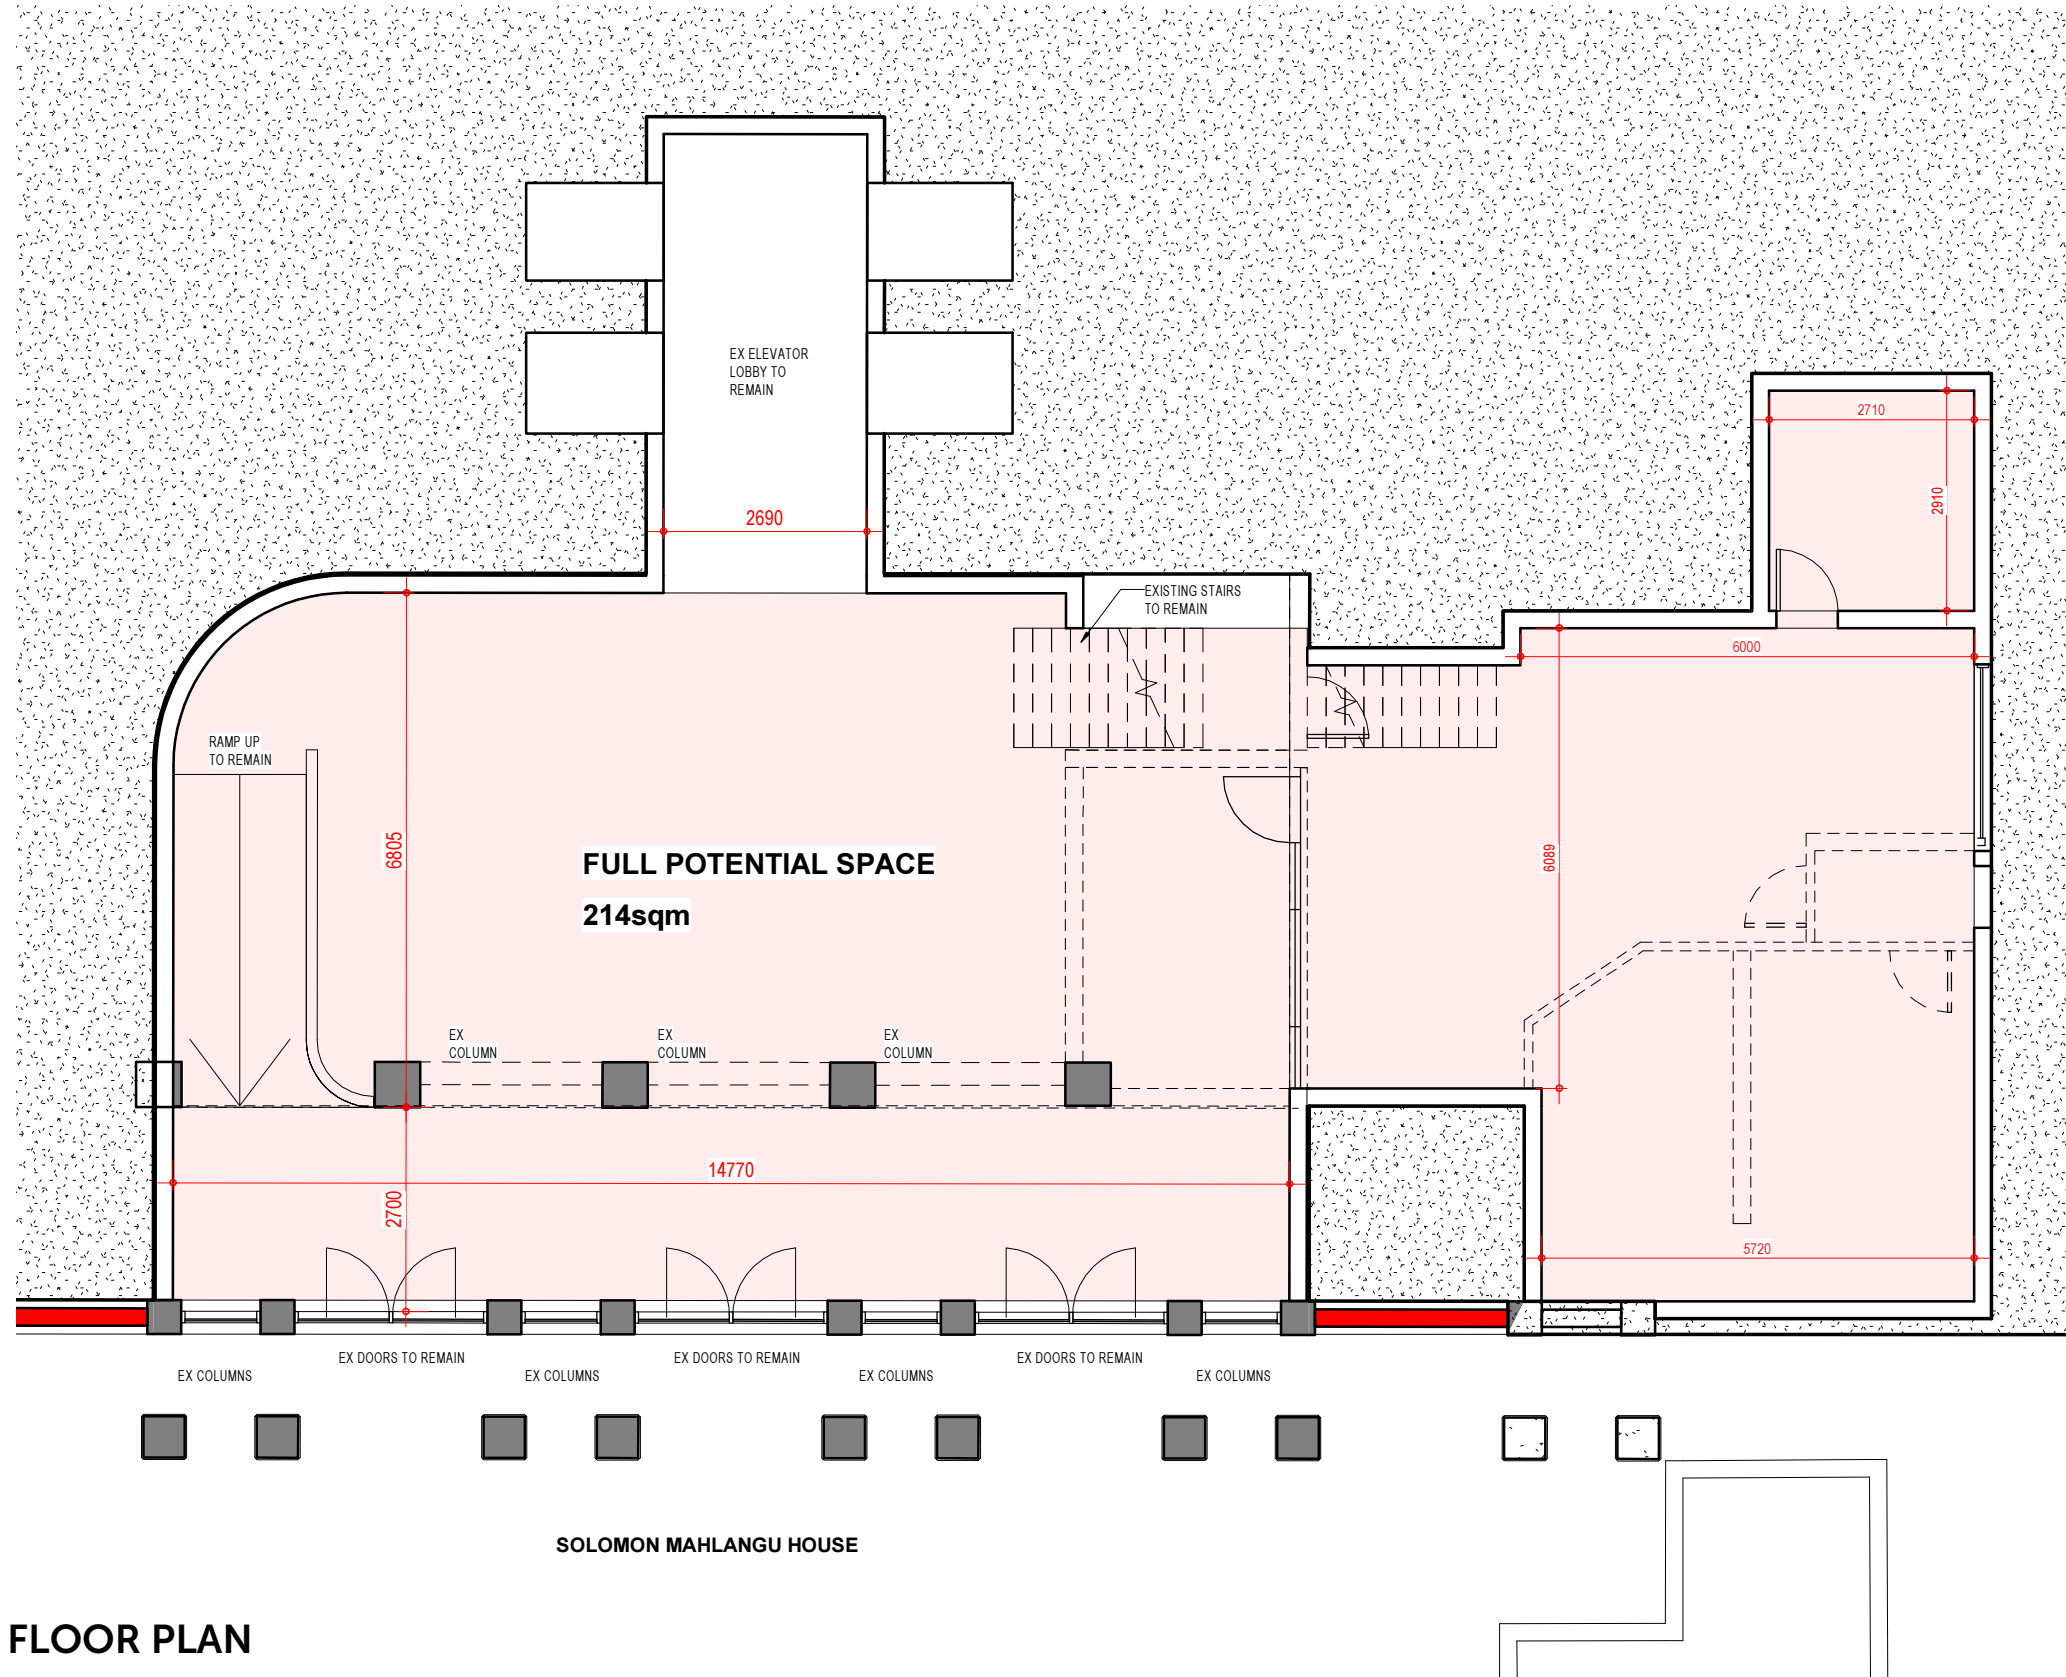 EX ELEVATOR
LOBBY TO
REMAIN
2710
2910
2690
EXISTING STAIRS
TO REMAIN
6000
RAMP UP
TO REMAIN
6805
FULL POTENTIAL SPACE
214sqm
6089
EX
COLUMN
EX
COLUMN
EX
COLUMN
14770
2700
5720
EX DOORS TO REMAIN
EX DOORS TO REMAIN
EX DOORS TO REMAIN
EX COLUMNS
EX COLUMNS
EX COLUMNS
EX COLUMNS
SOLOMON MAHLANGU HOUSE
FLOOR PLAN